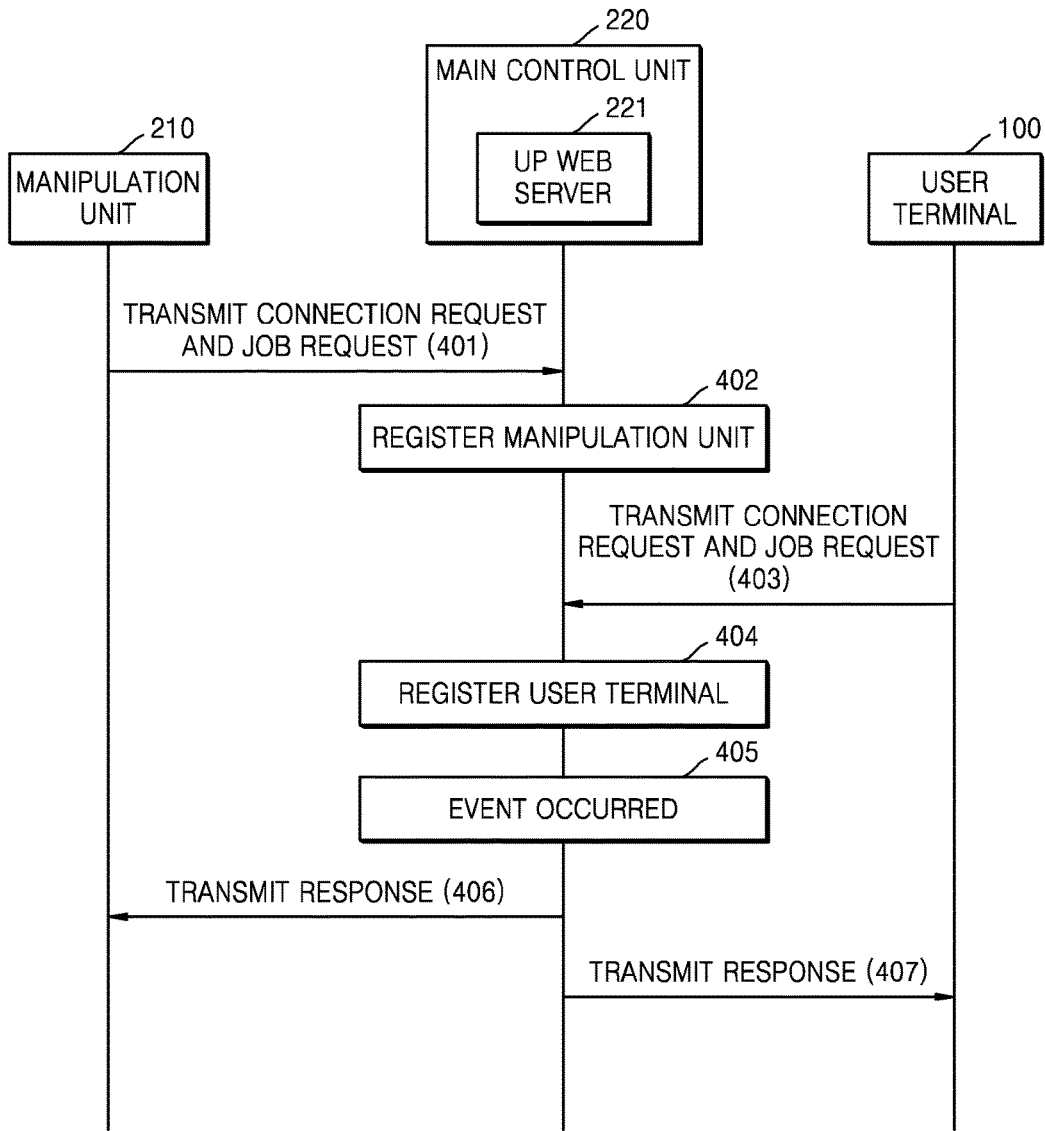 220
MAIN CONTROL UNIT
221
UP WEB
SERVER
210
MANIPULATION
UNIT
100
USER
TERMINAL
TRANSMIT CONNECTION REQUEST
AND JOB REQUEST (401)
402
REGISTER MANIPULATION UNIT
TRANSMIT CONNECTION
REQUEST AND JOB REQUEST
(403)
404
REGISTER USER TERMINAL
405
EVENT OCCURRED
TRANSMIT RESPONSE (406)
TRANSMIT RESPONSE (407)